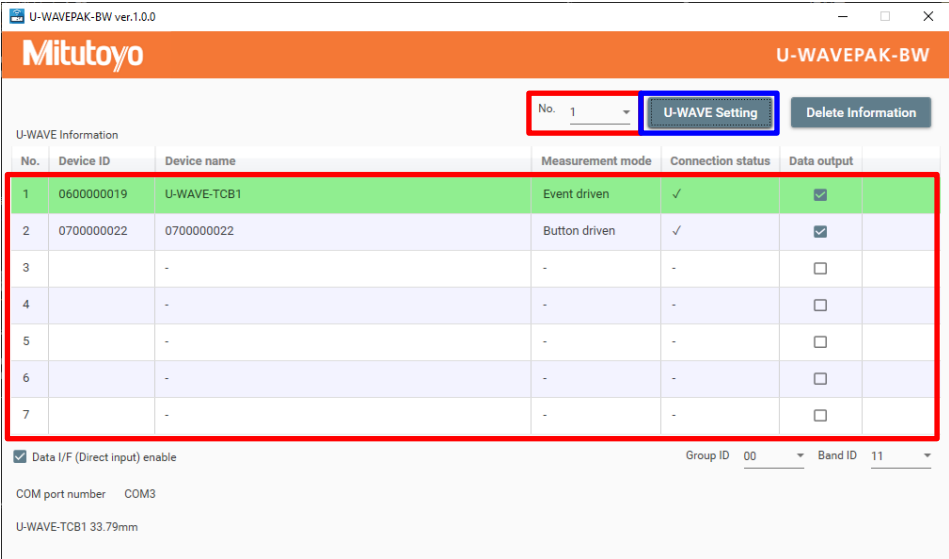 U-WAVEPAK-BW ver.1.0.0
Mitutoyo U-WAVEPAK-BW
No. 1 U-WAVE Setting Delete Information
U-WAVE Information
No. Device ID Device name Measurement mode Connection status Data output
1 0600000019 U-WAVE-TCB1 Event driven ✓
2 0700000022 0700000022 Button driven ✓
3 - - -
4 - - -
5 - - -
6 - - -
7 - - -
Data I/F (Direct input) enable Group ID 00 Band ID 11
COM port number COM3
U-WAVE-TCB1 33.79mm